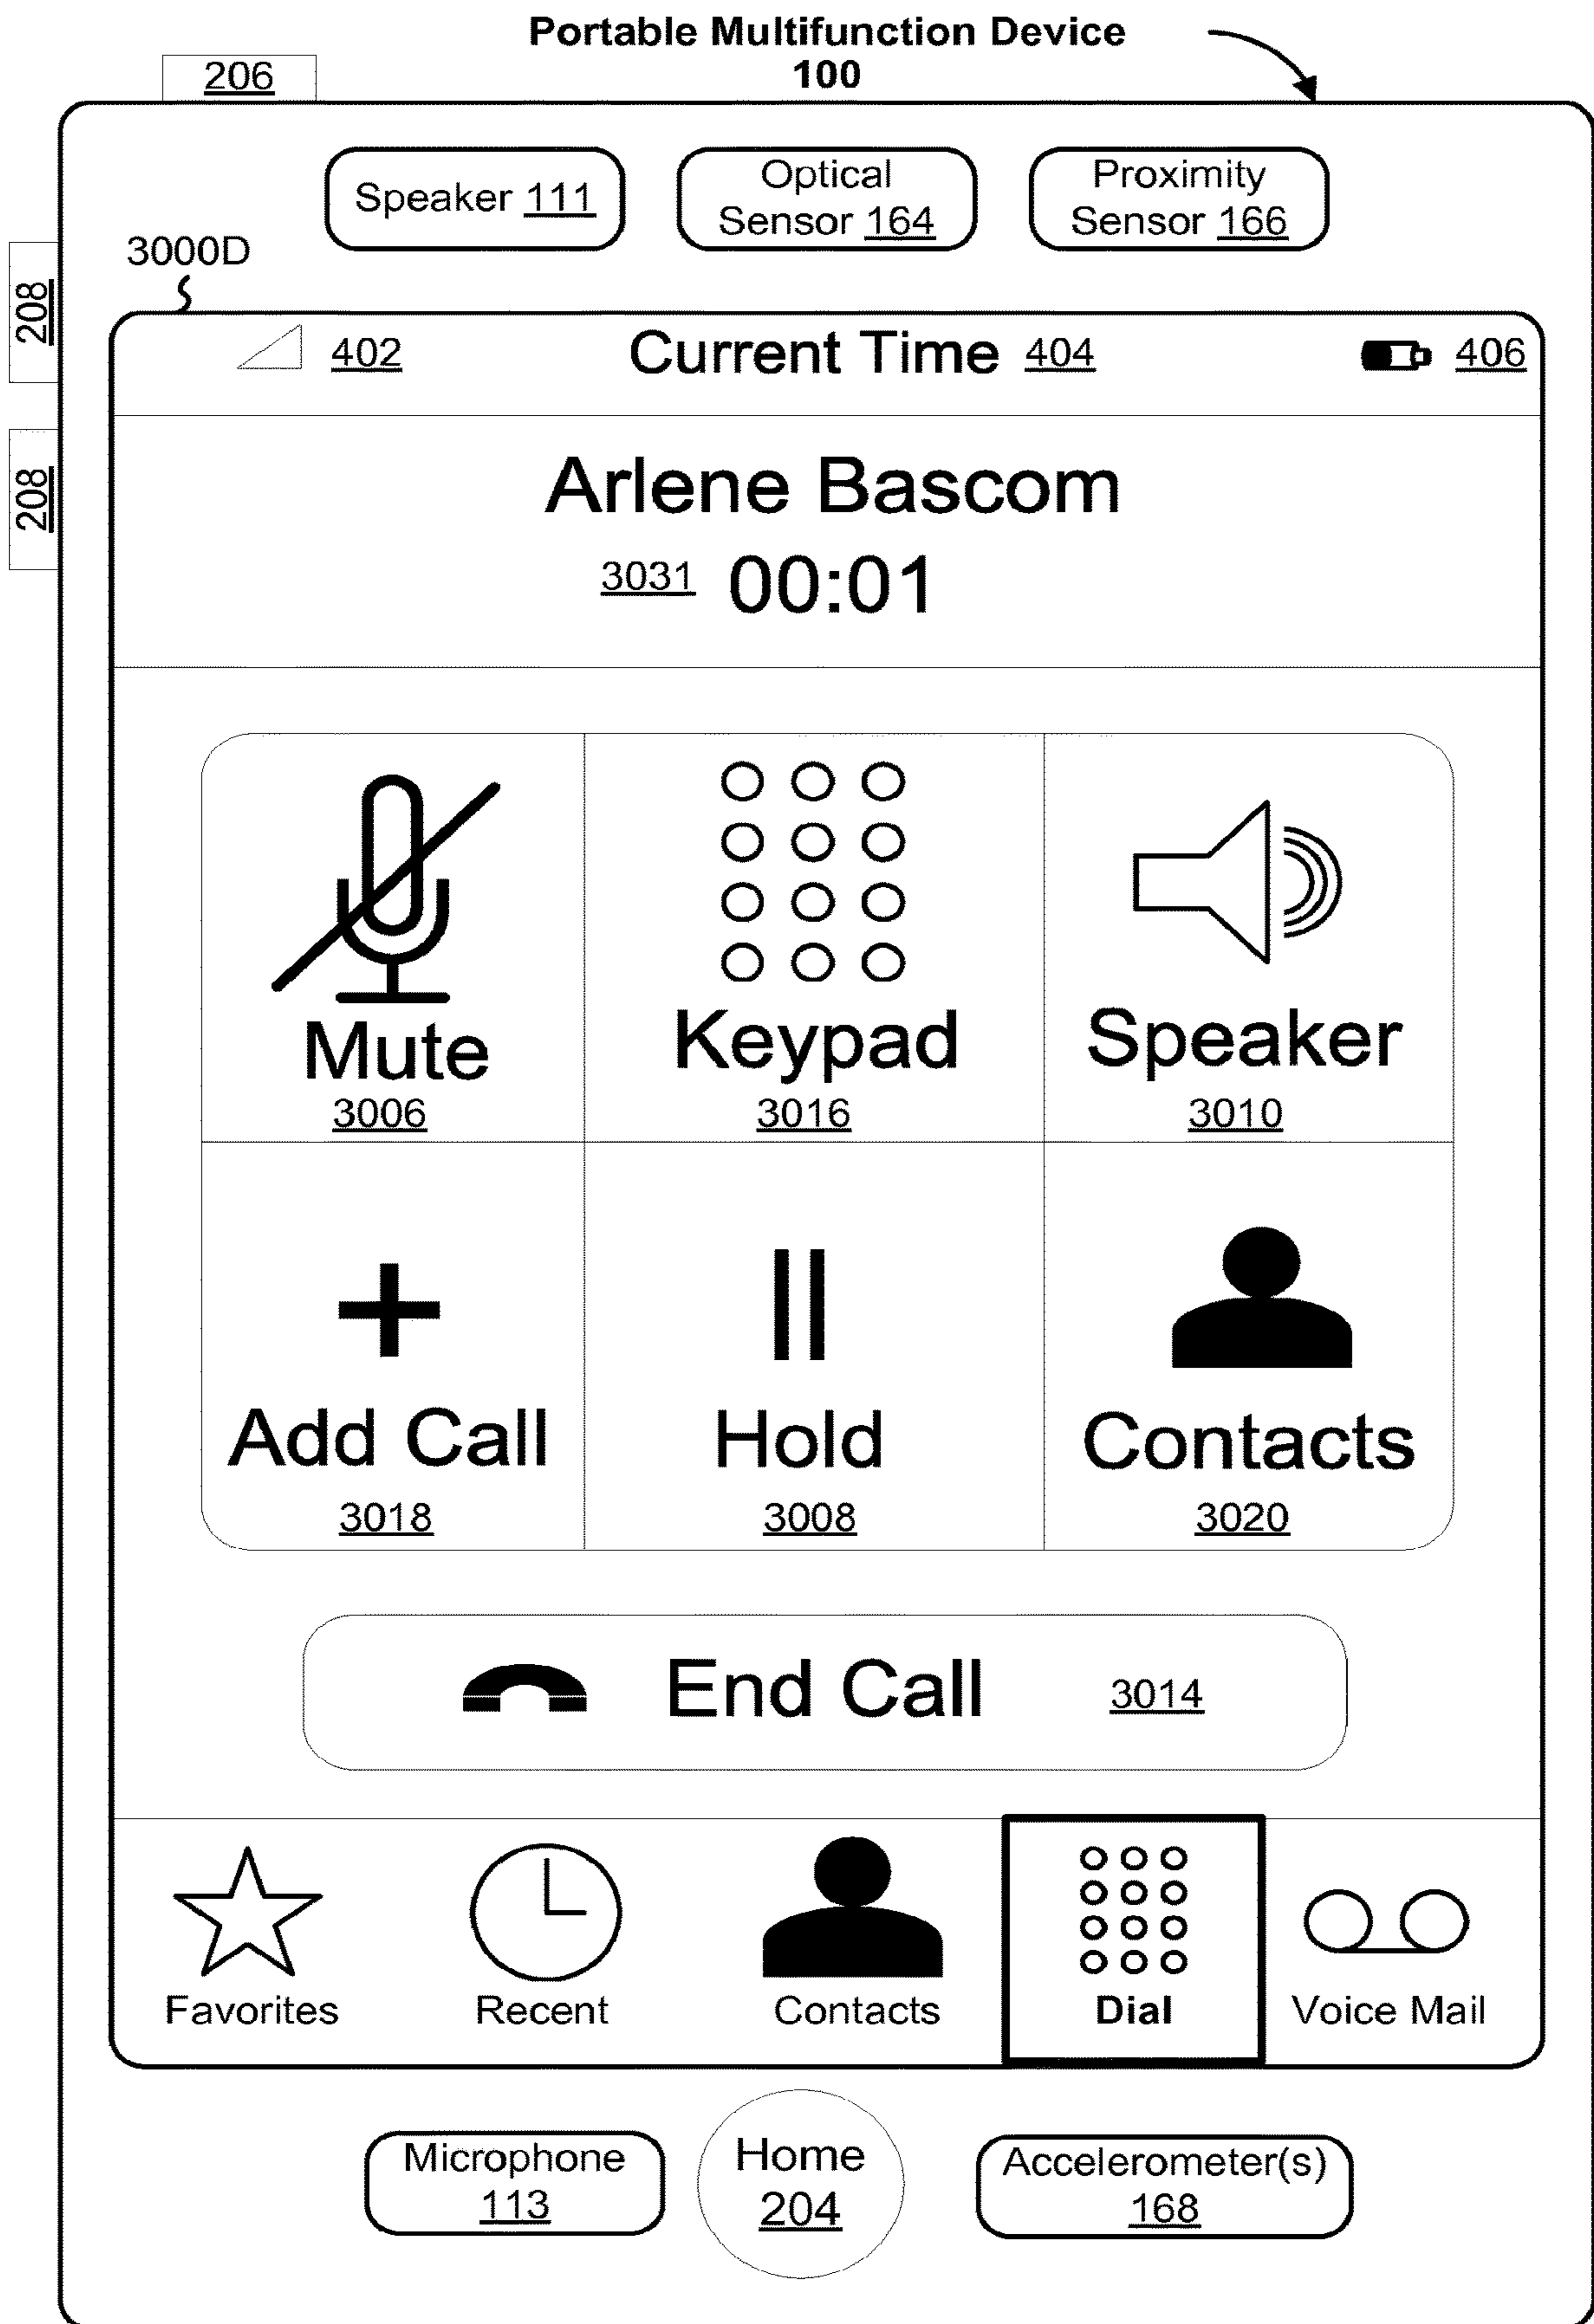 Portable Multifunction Device
100
206
Speaker 111
Optical
Sensor 164
Proximity
Sensor 166
3000D
208
208
402
Current Time 404
406
Arlene Bascom
3031 00:01
Mute
3006
Keypad
3016
Speaker
3010
Add Call
3018
Hold
3008
Contacts
3020
End Call 3014
Favorites
Recent
Contacts
Dial
Voice Mail
Microphone
113
Home
204
Accelerometer(s)
168